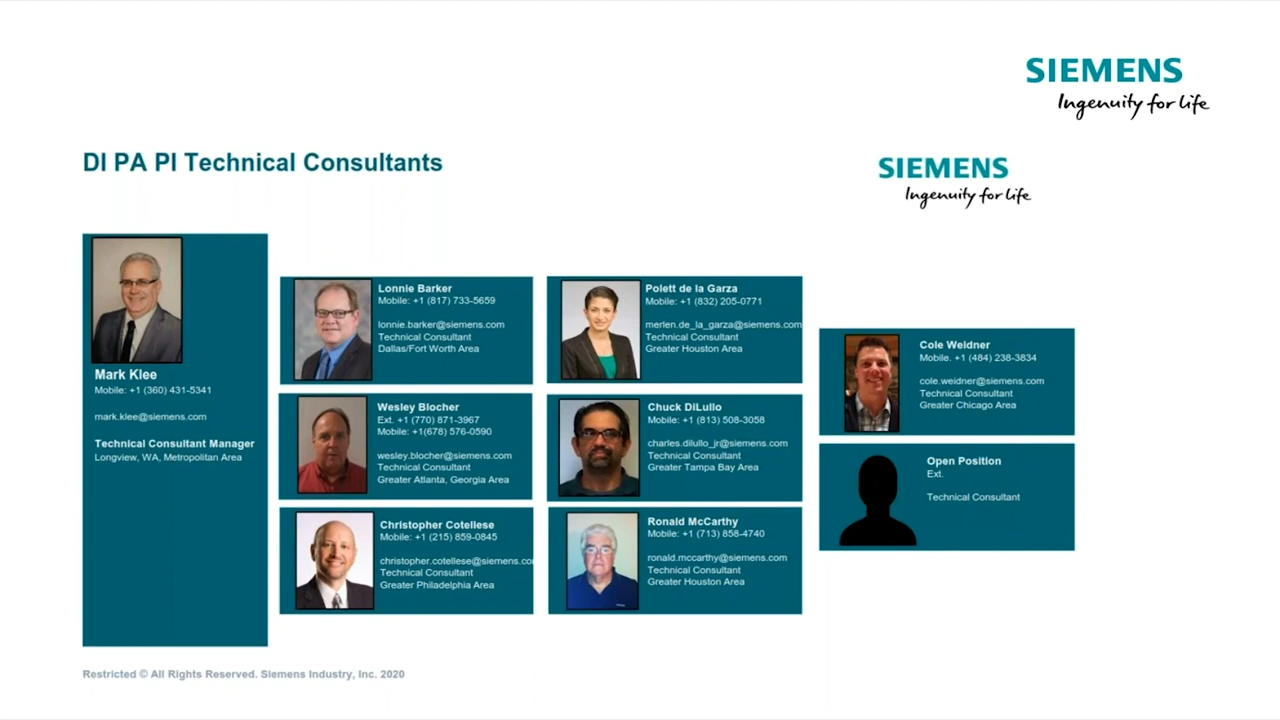 SIEMENS
Ingenuity for life
DI PA PI Technical Consultants
SIEMENS
Ingenuity for life
Mark Klee
Mobile: +1 (360) 431-5341
mark.klee@siemens.com
Technical Consultant Manager
Longview, WA, Metropolitan Area
Lonnie Barker
Mobile: +1 (817) 733-5659
lonnie.barker@siemens.com
Technical Consultant
Dallas/Fort Worth Area
Wesley Blocher
Ext. +1 (770) 871-3967
Mobile: +1(678) 576-0590
wesley.blocher@siemens.com
Technical Consultant
Greater Atlanta, Georgia Area
Christopher Cotellese
Mobile: +1 (215) 859-0845
christopher.cotellese@siemens.co
Technical Consultant
Greater Philadelphia Area
Polett de la Garza
Mobile: +1 (832) 205-0771
merlen.de_la_garza@siemens.com
Technical Consultant
Greater Houston Area
Chuck DiLullo
Mobile: +1 (813) 508-3058
charles.dilullo_jr@siemens.com
Technical Consultant
Greater Tampa Bay Area
Ronald McCarthy
Mobile: +1 (713) 858-4740
ronald.mccarthy@siemens.com
Technical Consultant
Greater Houston Area
Cole Weidner
Mobile. +1 (484) 238-3834
cole.weidner@siemens.com
Technical Consultant
Greater Chicago Area
Open Position
Ext.
Technical Consultant
Restricted © All Rights Reserved. Siemens Industry, Inc. 2020